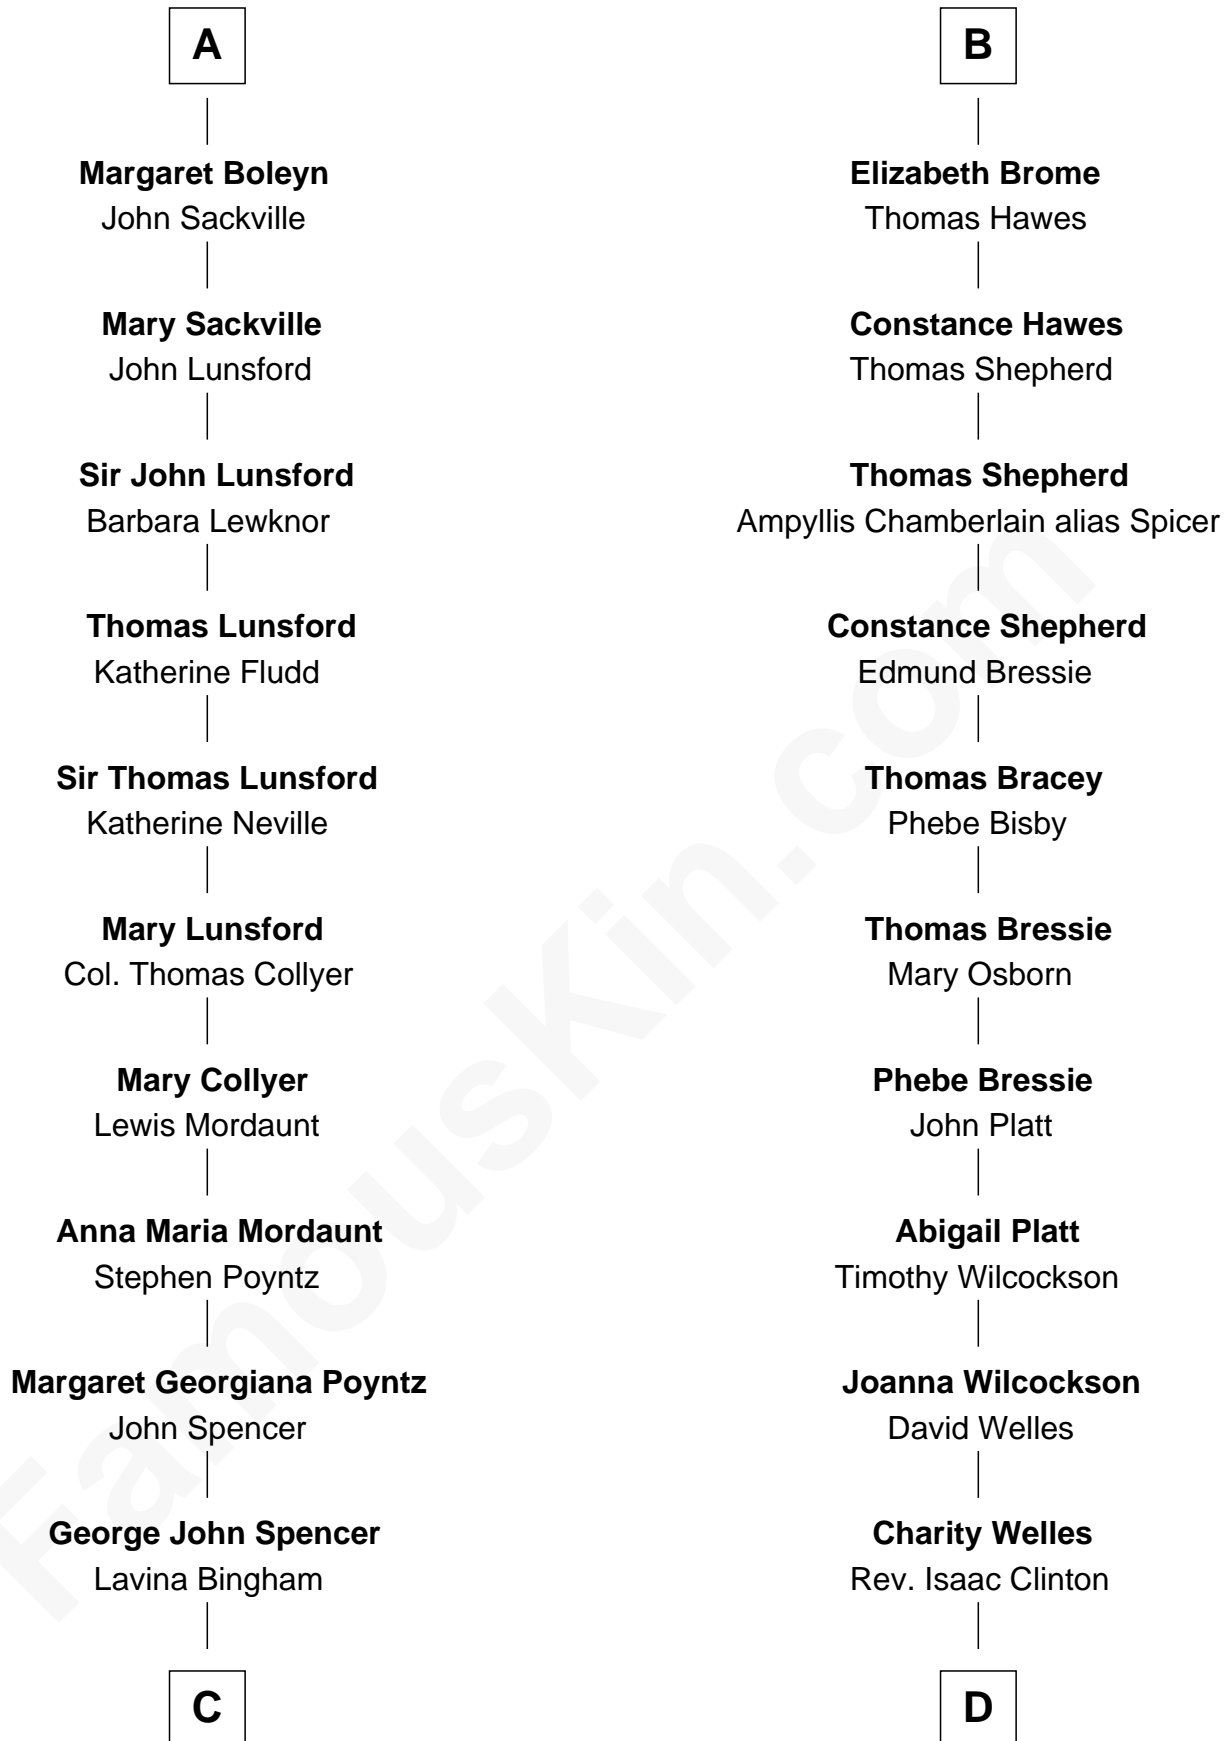 A
Margaret Boleyn
John Sackville
Mary Sackville
John Lunsford
Sir John Lunsford
Barbara Lewknor
Thomas Lunsford
Katherine Fludd
Sir Thomas Lunsford
Katherine Neville
Mary Lunsford
Col. Thomas Collyer
Mary Collyer
Lewis Mordaunt
Anna Maria Mordaunt
Stephen Poyntz
Margaret Georgiana Poyntz
John Spencer
George John Spencer
Lavina Bingham
C
B
Elizabeth Brome
Thomas Hawes
Constance Hawes
Thomas Shepherd
Thomas Shepherd
Ampyllis Chamberlain alias Spicer
Constance Shepherd
Edmund Bressie
Thomas Bracey
Phebe Bisby
Thomas Bressie
Mary Osborn
Phebe Bressie
John Platt
Abigail Platt
Timothy Wilcockson
Joanna Wilcockson
David Welles
Charity Welles
Rev. Isaac Clinton
D
FamousKin.com